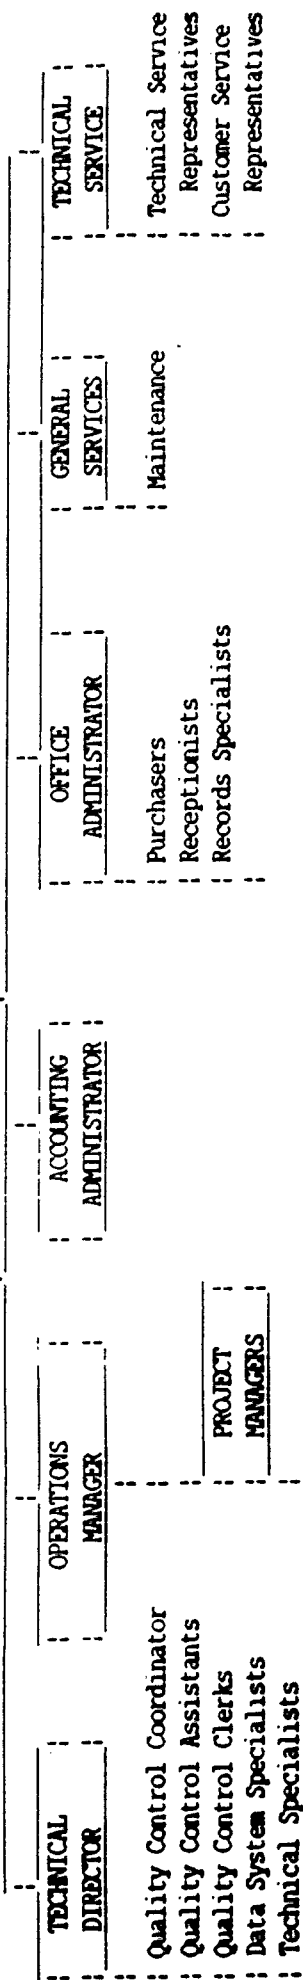 TECHNICAL
DIRECTOR
Quality Control Coordinator
Quality Control Assistants
Quality Control Clerks
Data System Specialists
Technical Specialists
OPERATIONS
MANAGER
PROJECT
MANAGERS
ACCOUNTING
ADMINISTRATOR
OFFICE
ADMINISTRATOR
Purchasers
Receptionists
Records Specialists
GENERAL
SERVICES
Maintenance
TECHNICAL
SERVICE
Technical Service
Representatives
Customer Service
Representatives